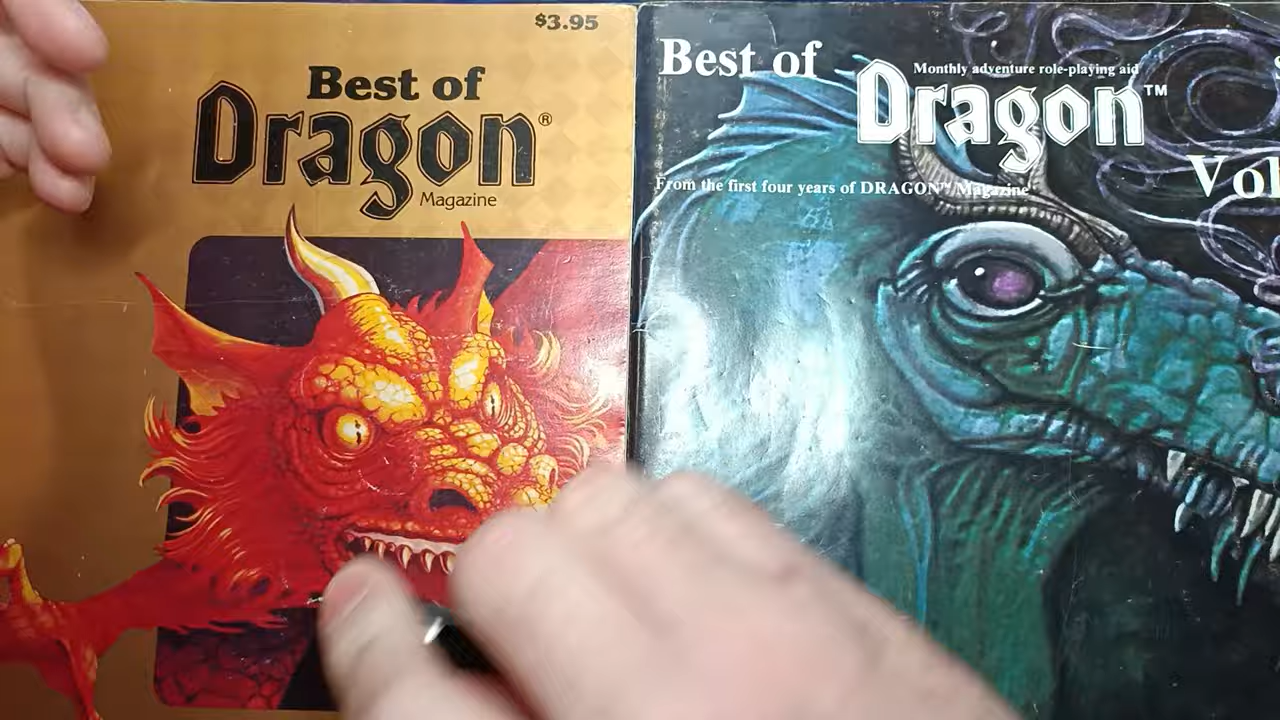 $3.95
Best of
Dragon®
Magazine
Best of
Monthly adventure role-playing aid
Dragon™
Vol
From the first four years of DRAGON™ Magazine